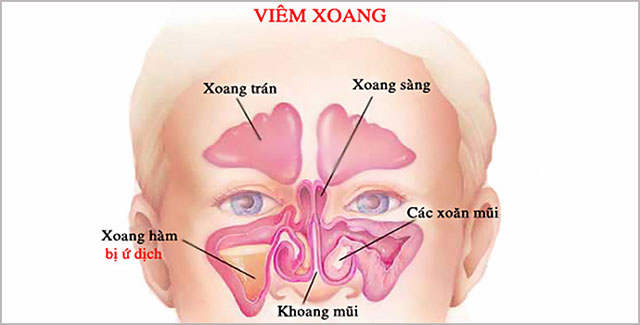 VIÊM XOANG
Xoang trán
Xoang sàng
Các xoăn mũi
Xoang hàm
bị ứ dịch
Khoang mũi